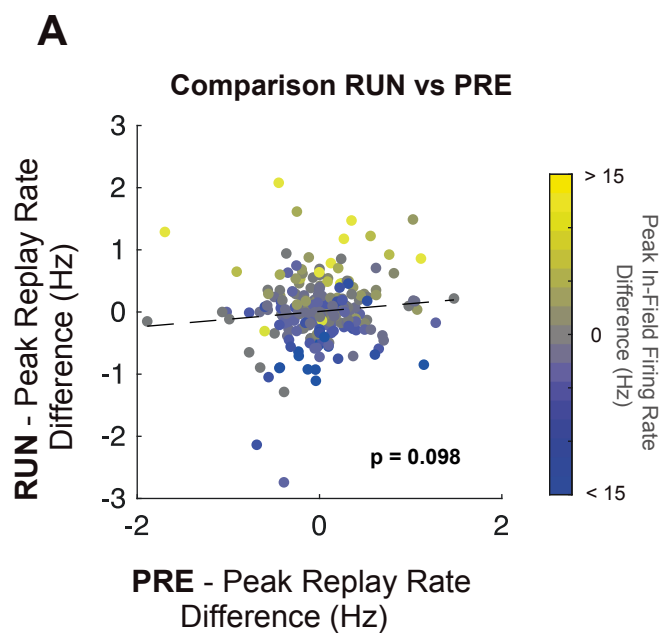 A
Comparison RUN vs PRE
3
2
1
0
-1
-2
-3
-2
0
2
RUN - Peak Replay Rate
Difference (Hz)
p = 0.098
PRE - Peak Replay Rate
Difference (Hz)
> 15
0
< 15
Peak In-Field Firing Rate
Difference (Hz)